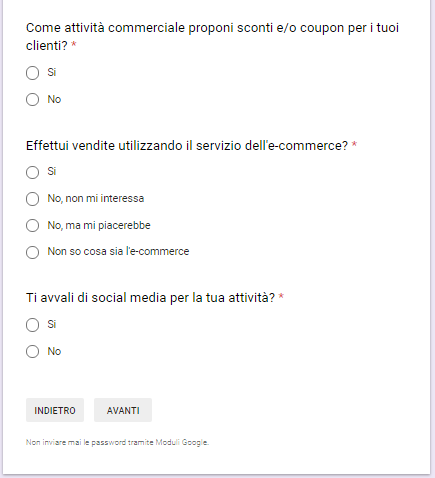 Come attività commerciale proponi sconti e/o coupon per i tuoi
clienti? *
Si
No
Effettui vendite utilizzando il servizio dell'e-commerce? *
Si
No, non mi interessa
No, ma mi piacerebbe
Non so cosa sia l'e-commerce
Ti avvali di social media per la tua attività? *
Si
No
INDIETRO AVANTI
Non inviare mai le password tramite Moduli Google.